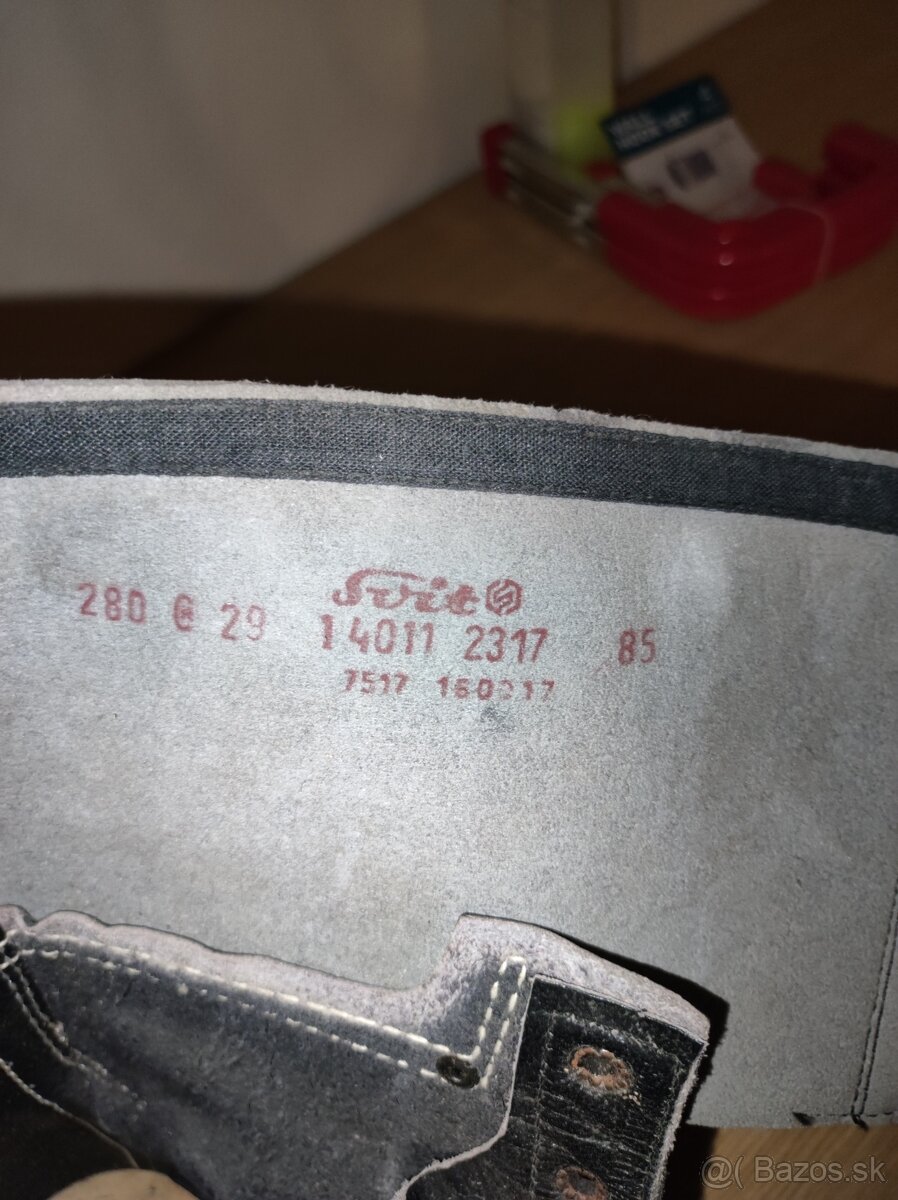 Svit
280 G 29 14011 2317 85
7517
@( Bazos.sk